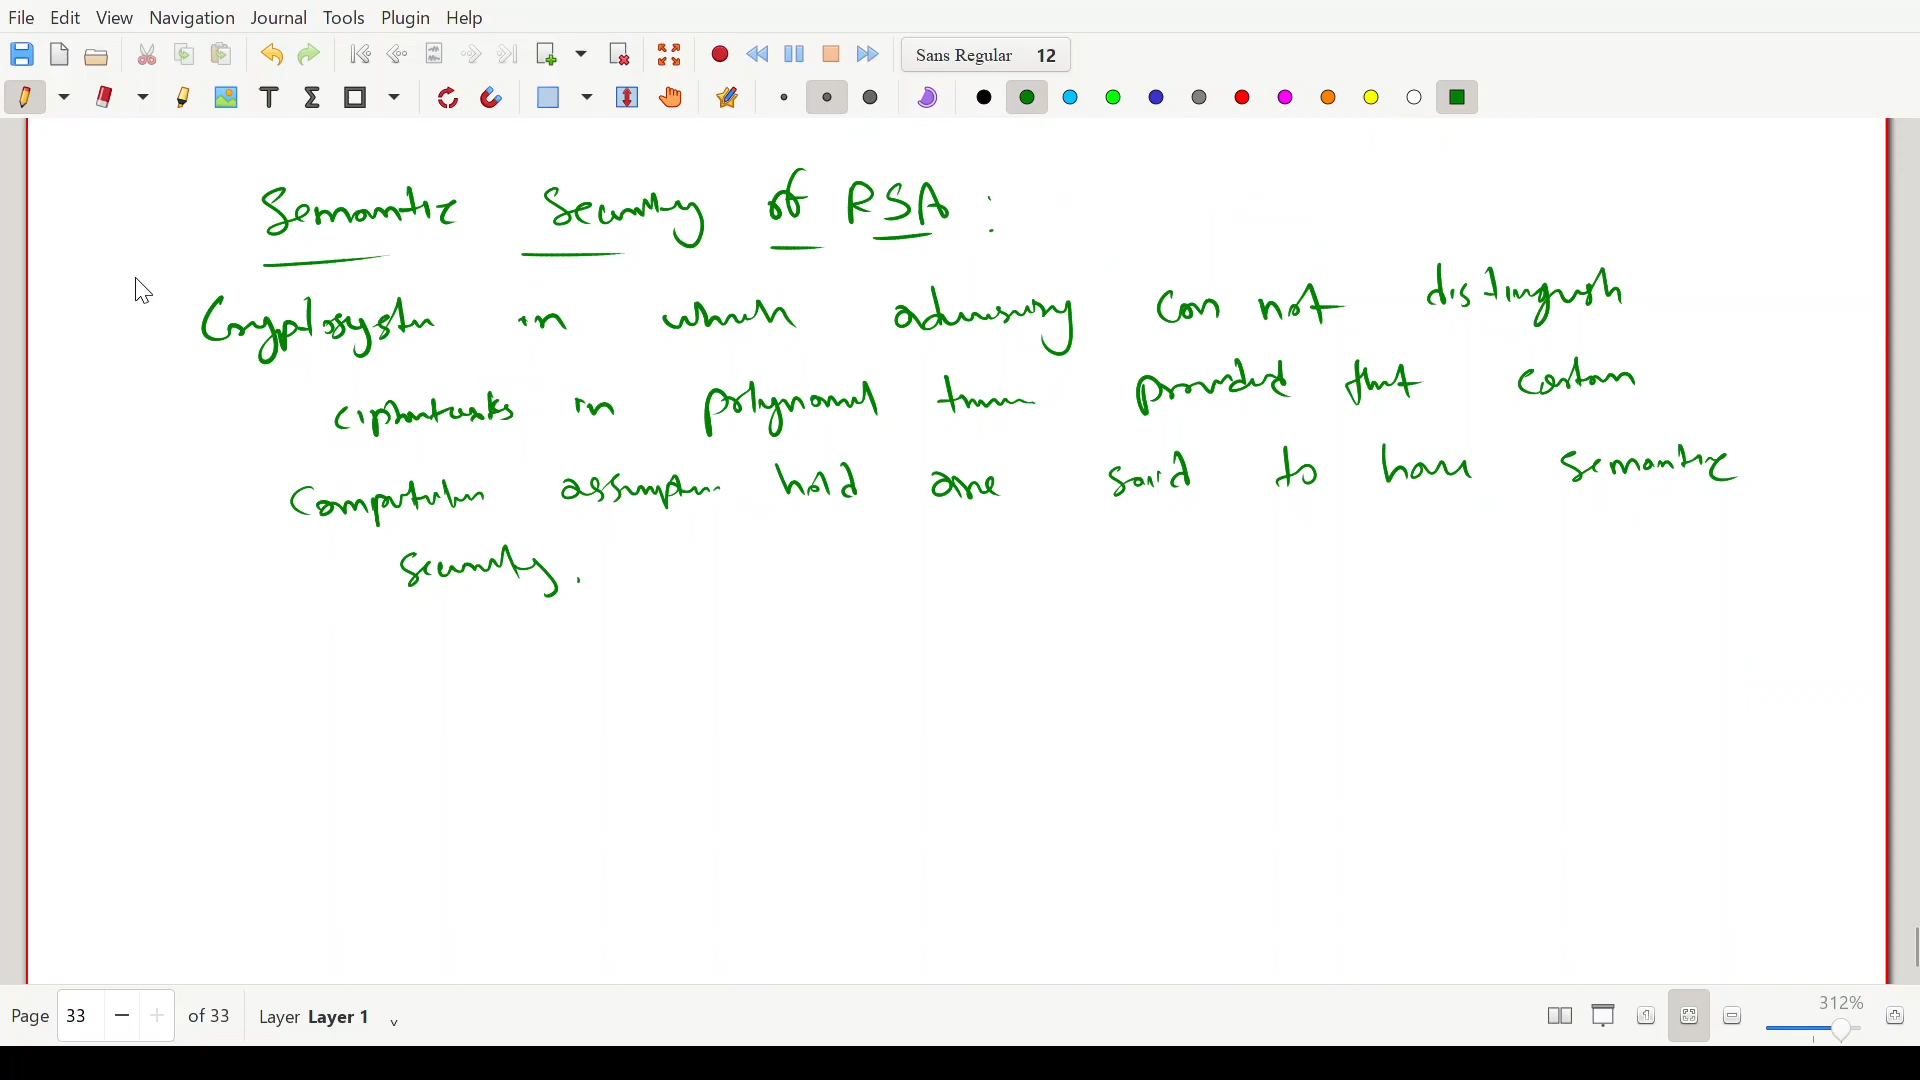 File Edit View Navigation Journal Tools Plugin Help
Sans Regular 12
Semantic Security of RSA :
Cryptosystem in which adversary can not distinguish
ciphertexts in polynomial time provided that certain
computation assumption hold are said to have semantic
security.
Page 33 of 33 Layer Layer 1 312%